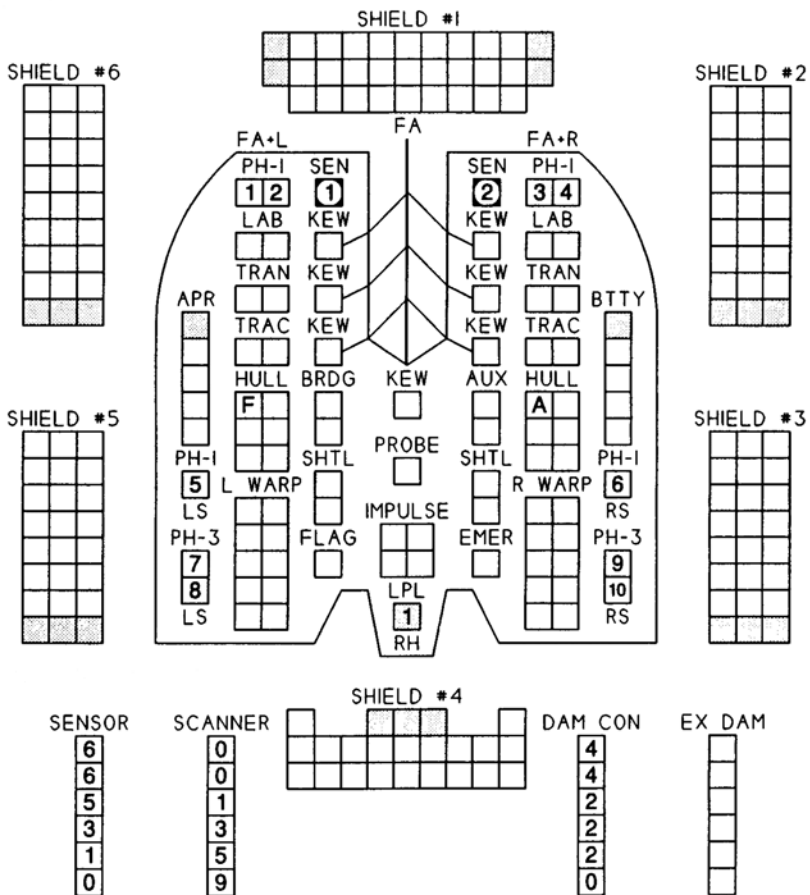 SHIELD #1
SHIELD #6
SHIELD #2
FA
FA+L
FA+R
PH-1 SEN SEN PH-1
1 2 1 2 3 4
LAB KEW KEW LAB
TRAN KEW KEW TRAN
APR
BTTY
TRAC KEW KEW TRAC
HULL BRDG KEW AUX HULL
F A
SHIELD #5
SHIELD #3
PROBE
PH-1 SHTL SHTL PH-1
5 L WARP R WARP 6
LS IMPULSE RS
PH-3 FLAG EMER PH-3
7 9
8 10
LS LPL RS
1
RH
SHIELD #4
SENSOR SCANNER DAM CON EX DAM
6 0 4
6 0 4
5 1 2
3 3 2
1 5 2
0 9 0